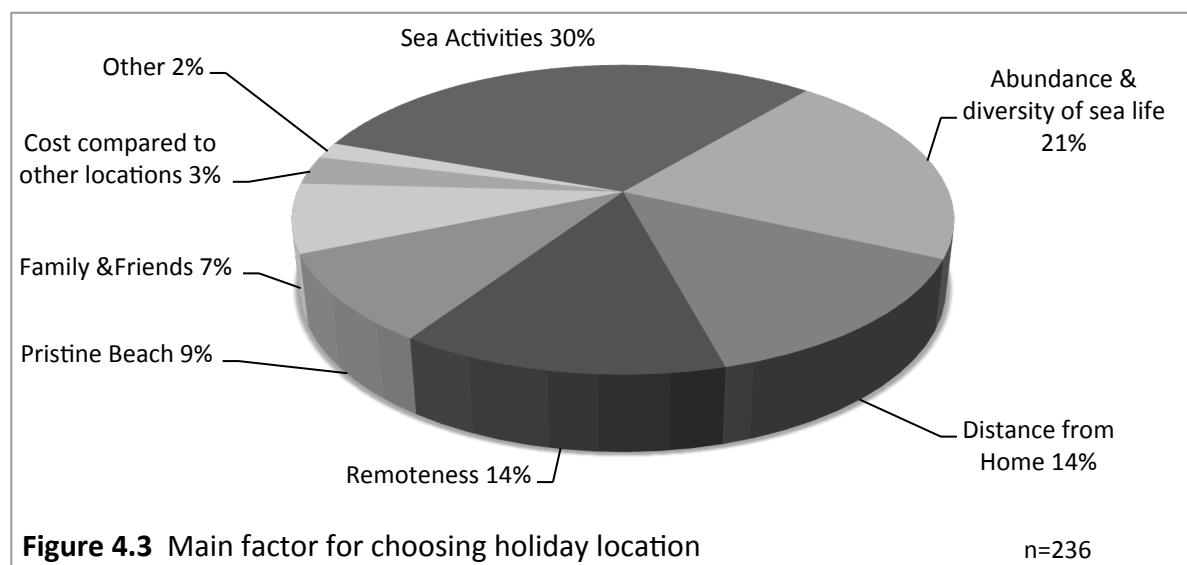 Sea Activities 30%
Other 2%
Abundance &
diversity of sea life
21%
Cost compared to
other locations 3%
Family &Friends 7%
Pristine Beach 9%
Distance from
Home 14%
Remoteness 14%
Figure 4.3 Main factor for choosing holiday location
n=236